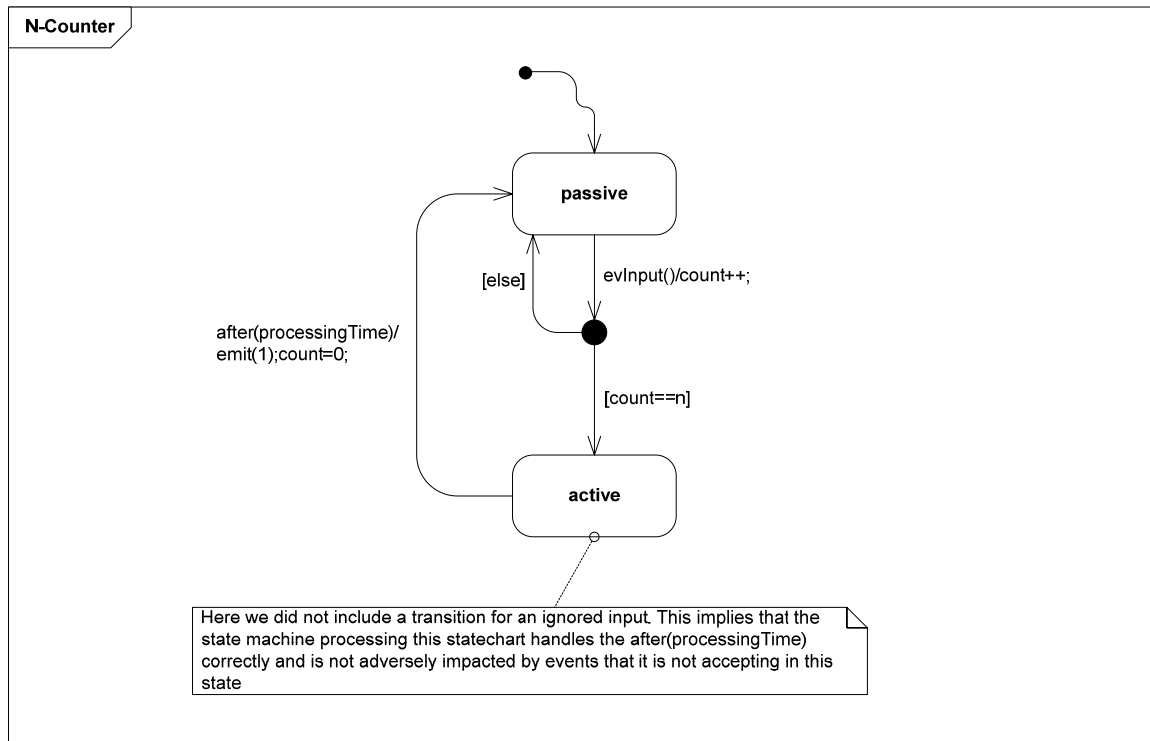 N-Counter
passive
[else]
evInput()/count++;
after(processingTime)/
emit(1);count=0;
[count==n]
active
Here we did not include a transition for an ignored input. This implies that the
state machine processing this statechart handles the after(processingTime)
correctly and is not adversely impacted by events that it is not accepting in this
state